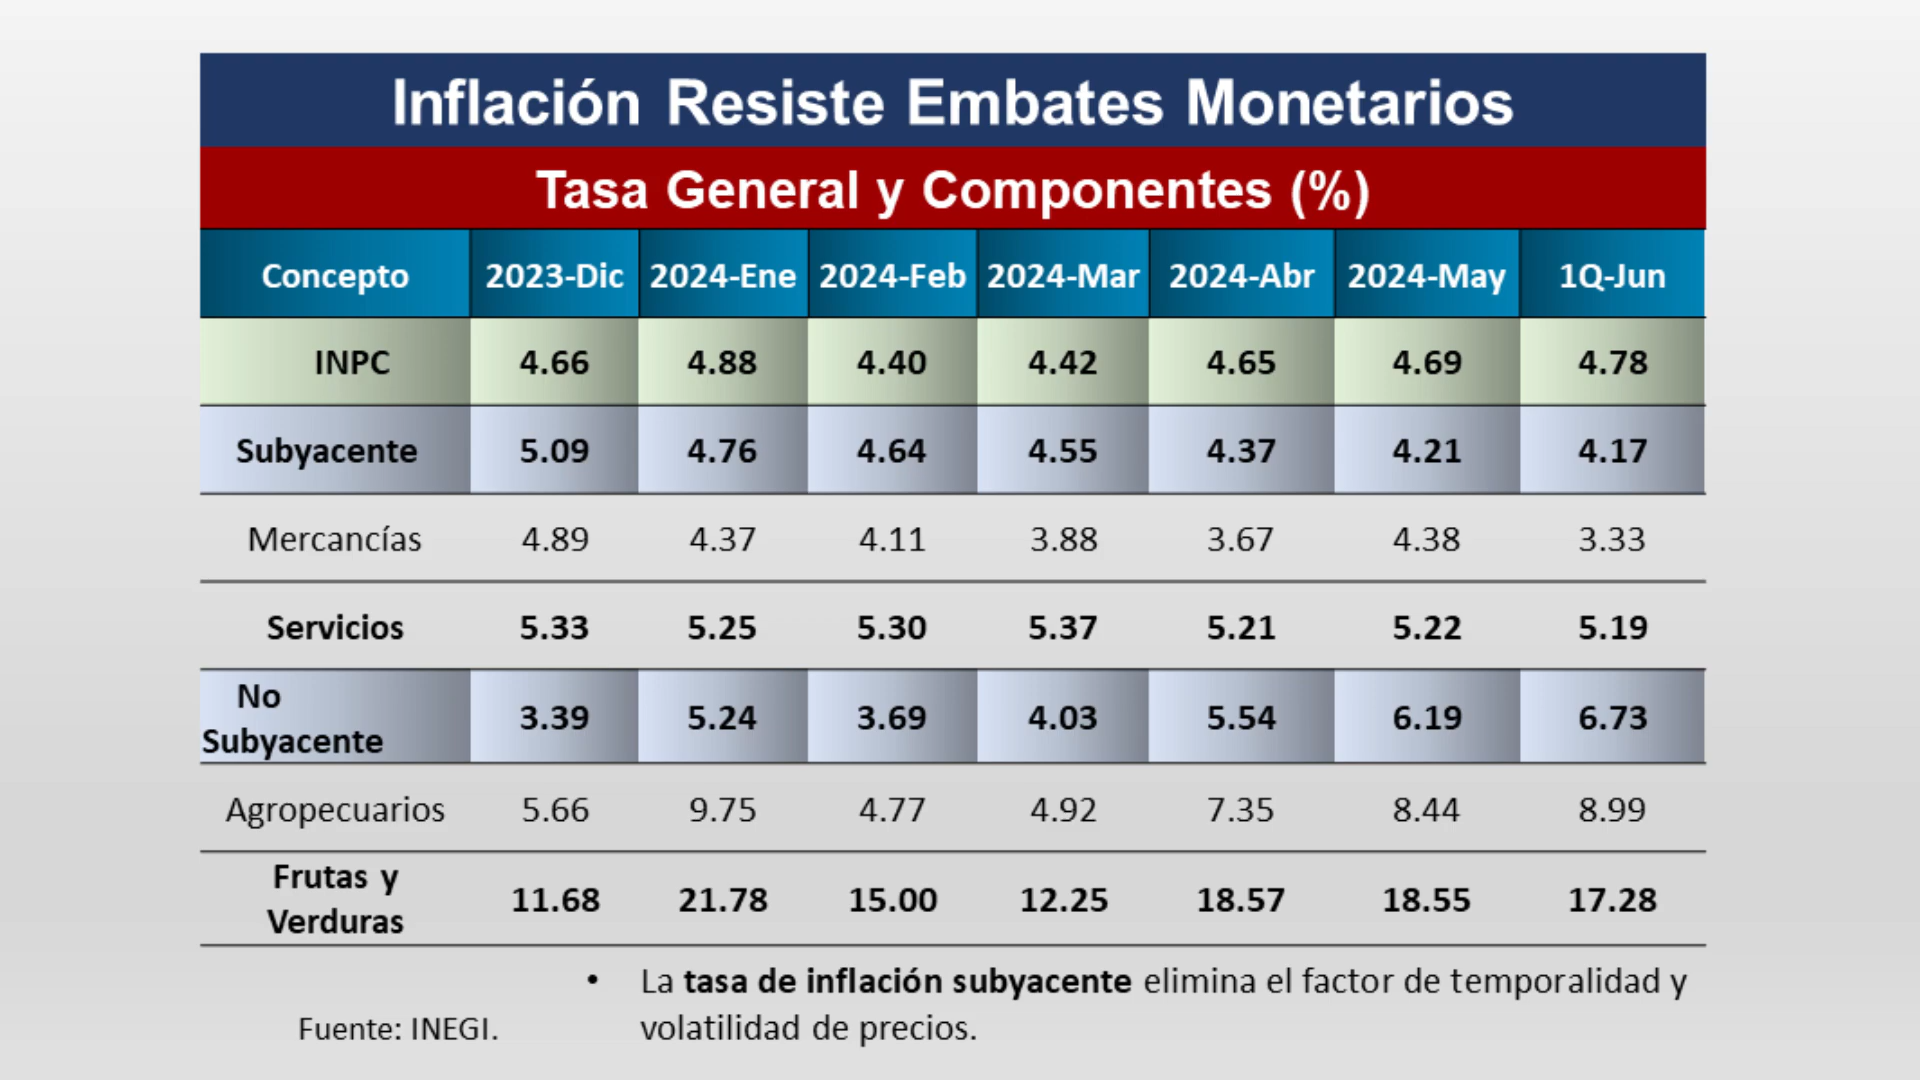 Inflación Resiste Embates Monetarios
Tasa General y Componentes (%)
Concepto 2023-Dic 2024-Ene 2024-Feb 2024-Mar 2024-Abr 2024-May 1Q-Jun
INPC 4.66 4.88 4.40 4.42 4.65 4.69 4.78
Subyacente 5.09 4.76 4.64 4.55 4.37 4.21 4.17
Mercancías 4.89 4.37 4.11 3.88 3.67 4.38 3.33
Servicios 5.33 5.25 5.30 5.37 5.21 5.22 5.19
No
Subyacente 3.39 5.24 3.69 4.03 5.54 6.19 6.73
Agropecuarios 5.66 9.75 4.77 4.92 7.35 8.44 8.99
Frutas y
Verduras 11.68 21.78 15.00 12.25 18.57 18.55 17.28
• La tasa de inflación subyacente elimina el factor de temporalidad y
volatilidad de precios.
Fuente: INEGI.